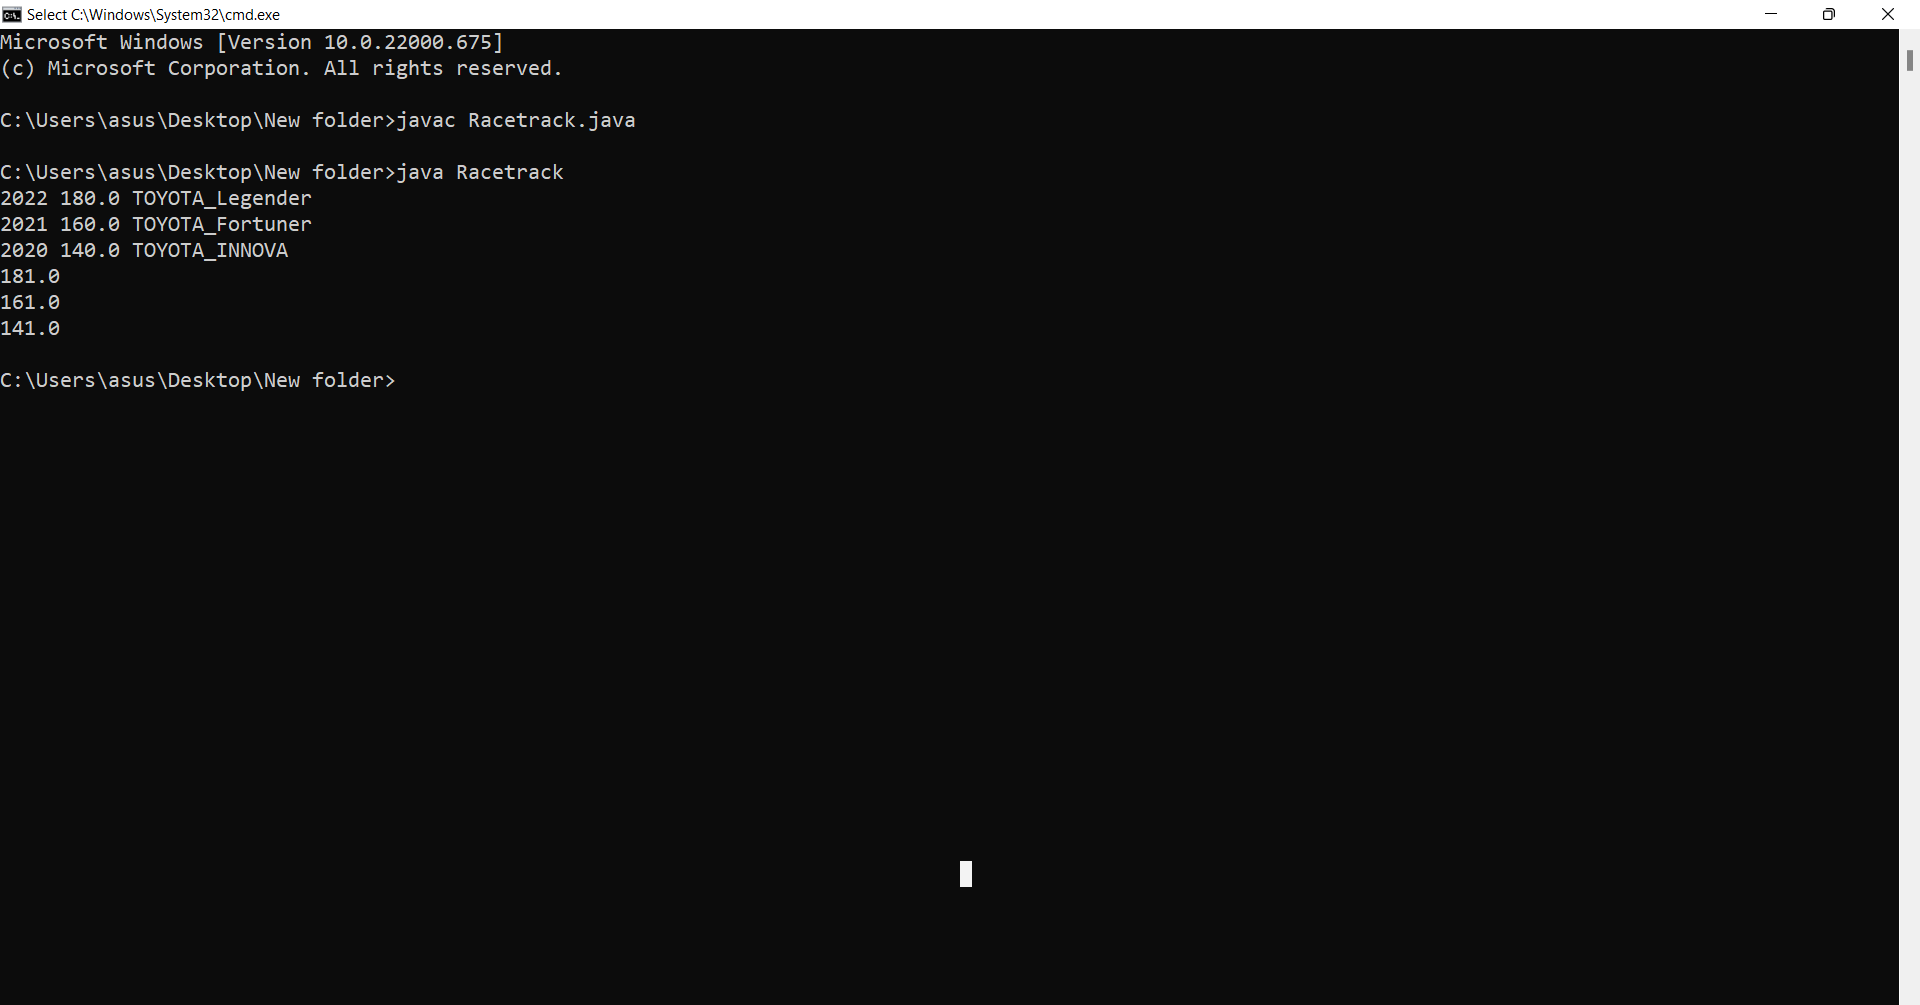 Select C:\Windows\System32\cmd.exe
Microsoft Windows [Version 10.0.22000.675]
(c) Microsoft Corporation. All rights reserved.
C:\Users\asus\Desktop\New folder>javac Racetrack.java
C:\Users\asus\Desktop\New folder>java Racetrack
2022 180.0 TOYOTA_Legender
2021 160.0 TOYOTA_Fortuner
2020 140.0 TOYOTA_INNOVA
181.0
161.0
141.0
C:\Users\asus\Desktop\New folder>